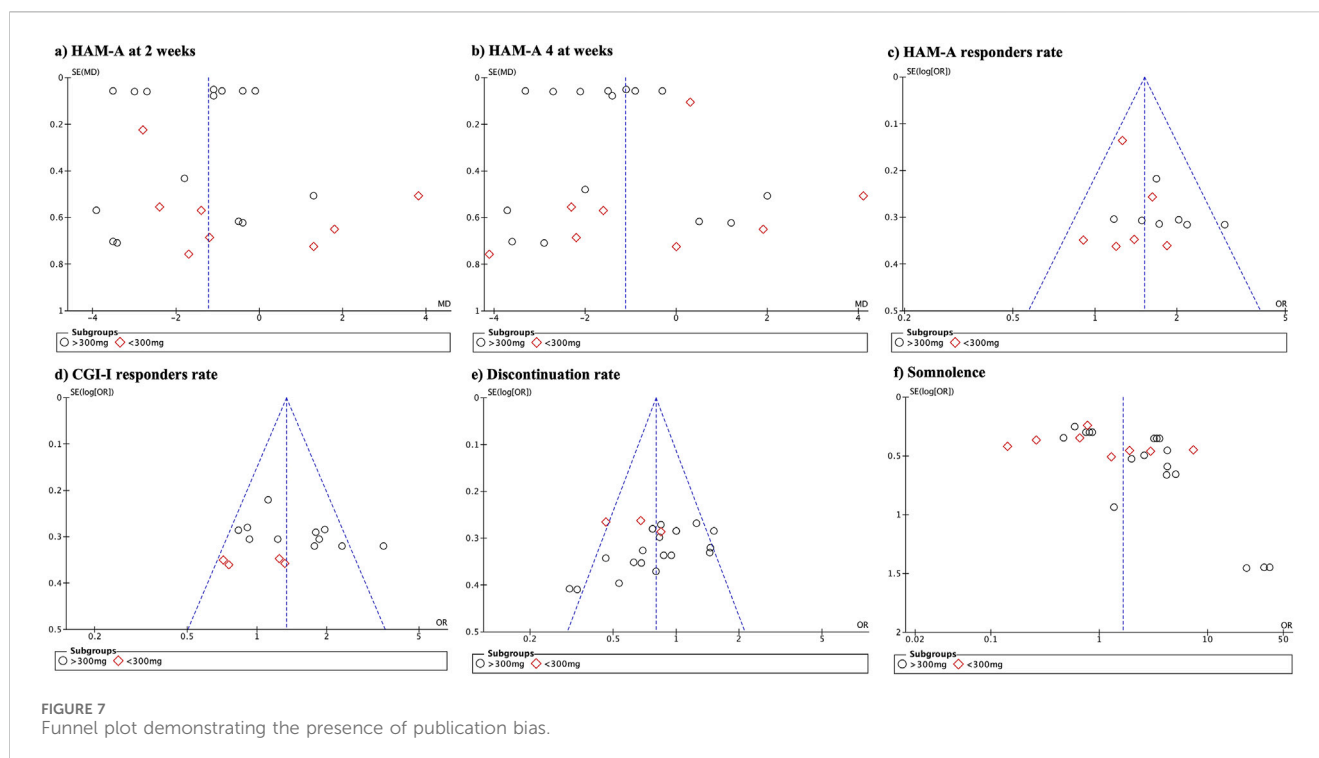 a) HAM-A at 2 weeks
SE(MD)
0
0.2
0.4
0.6
0.8
1
-4
-2
0
2
4
MD
Subgroups
>300mg
<300mg
b) HAM-A 4 at weeks
SE(MD)
0
0.2
0.4
0.6
0.8
1
-4
-2
0
2
4
MD
Subgroups
>300mg
<300mg
c) HAM-A responders rate
SE(log[OR])
0
0.1
0.2
0.3
0.4
0.5
0.2
0.5
1
2
5
OR
Subgroups
>300mg
<300mg
d) CGI-I responders rate
SE(log[OR])
0
0.1
0.2
0.3
0.4
0.5
0.2
0.5
1
2
5
OR
Subgroups
>300mg
<300mg
e) Discontinuation rate
SE(log[OR])
0
0.1
0.2
0.3
0.4
0.5
0.2
0.5
1
2
5
OR
Subgroups
>300mg
<300mg
f) Somnolence
SE(log[OR])
0
0.5
1
1.5
2
0.02
0.1
1
10
50
OR
Subgroups
>300mg
<300mg
FIGURE 7
Funnel plot demonstrating the presence of publication bias.